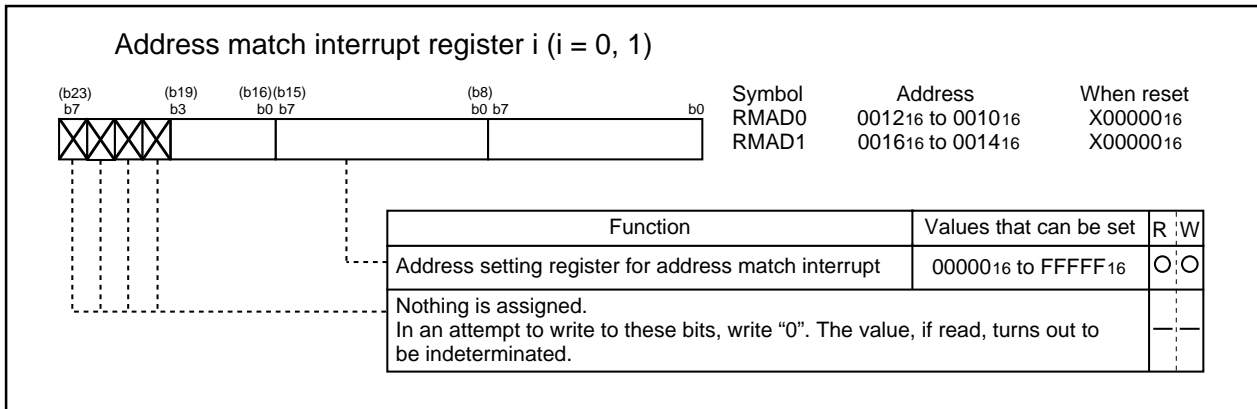 Address match interrupt register i (i = 0, 1)
(b23) (b19) (b16)(b15) (b8)
b7 b3 b0 b7 b0 b7 b0
Symbol Address When reset
RMAD0 001216 to 001016 X0000016
RMAD1 001616 to 001416 X0000016
Function Values that can be set R W
Address setting register for address match interrupt 0000016 to FFFFF16
Nothing is assigned.
In an attempt to write to these bits, write “0”. The value, if read, turns out to
be indeterminated.